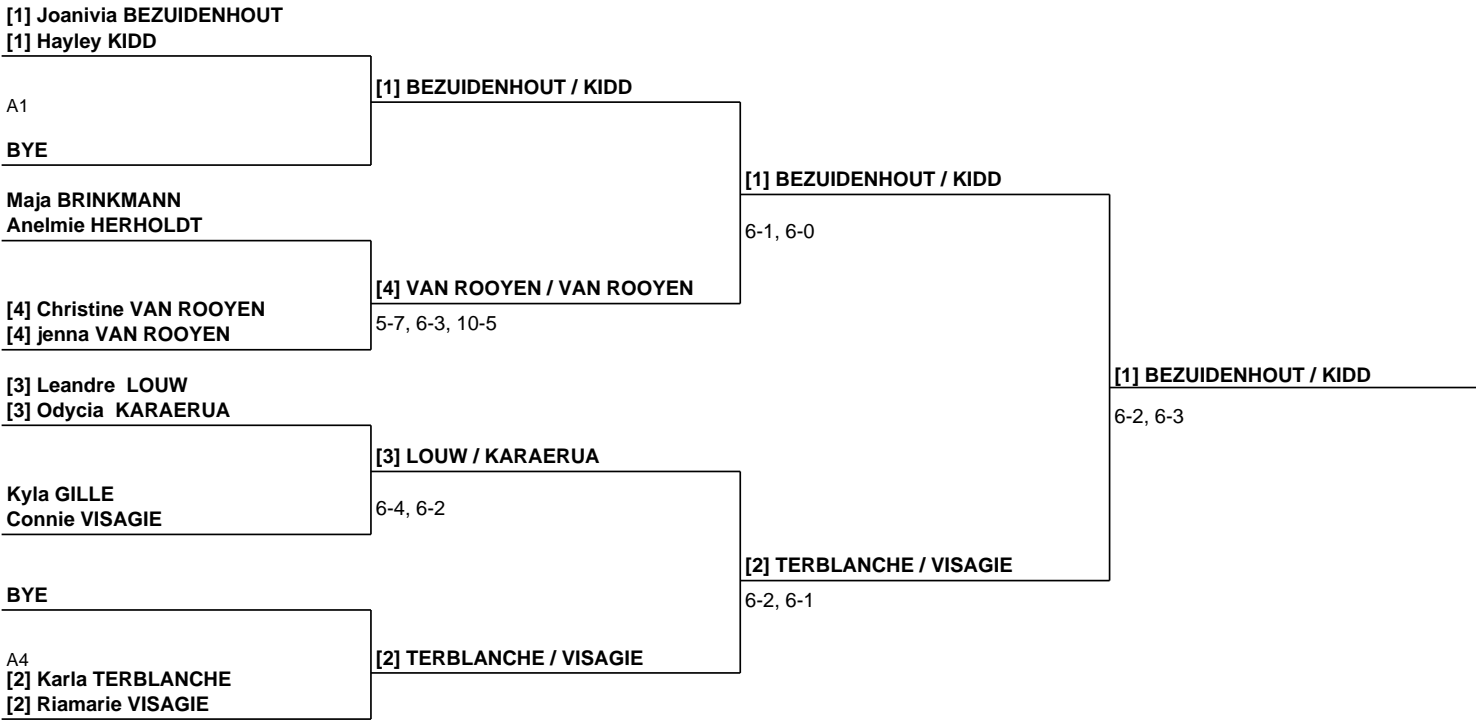 [1] Joanivia BEZUIDENHOUT
[1] Hayley KIDD
A1
BYE
[1] BEZUIDENHOUT / KIDD
Maja BRINKMANN
Anelmie HERHOLDT
[4] Christine VAN ROOYEN
[4] jenna VAN ROOYEN
[4] VAN ROOYEN / VAN ROOYEN
5-7, 6-3, 10-5
[1] BEZUIDENHOUT / KIDD
6-1, 6-0
[3] Leandre  LOUW
[3] Odycia  KARAERUA
Kyla GILLE
Connie VISAGIE
[3] LOUW / KARAERUA
6-4, 6-2
BYE
A4
[2] Karla TERBLANCHE
[2] Riamarie VISAGIE
[2] TERBLANCHE / VISAGIE
[2] TERBLANCHE / VISAGIE
6-2, 6-1
[1] BEZUIDENHOUT / KIDD
6-2, 6-3